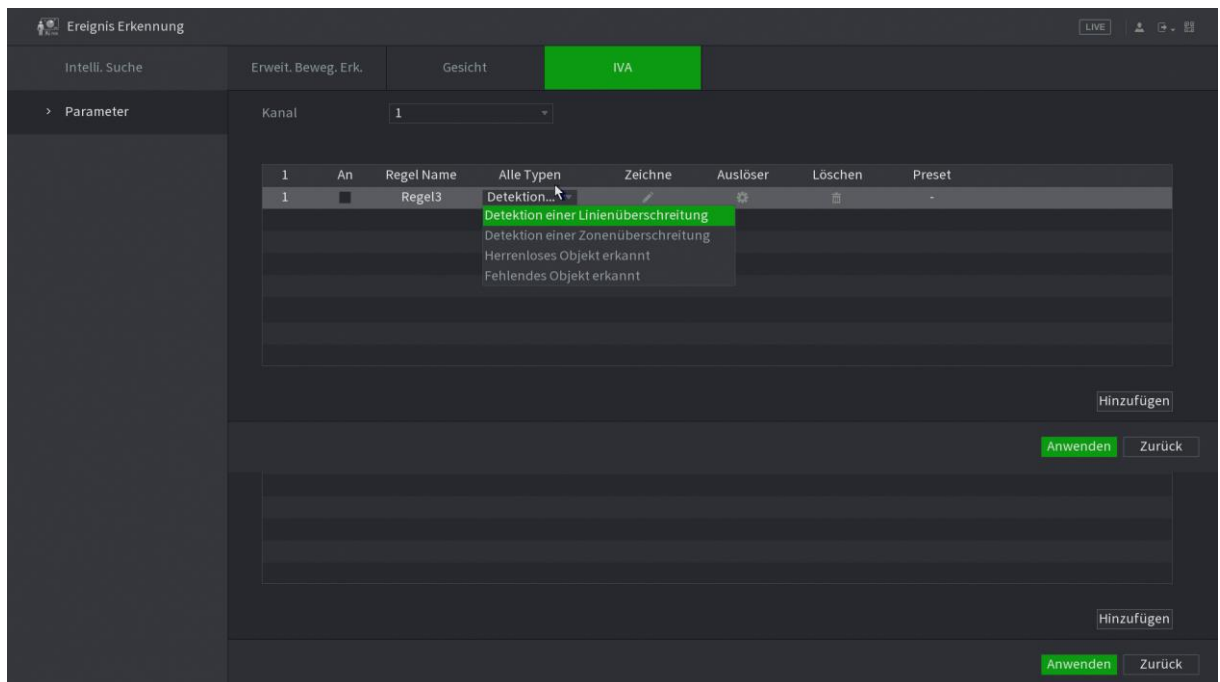 Ereignis Erkennung
LIVE
Intelli. Suche
Erweit. Beweg. Erk.
Gesicht
IVA
> Parameter
Kanal
1
1 An Regel Name Alle Typen Zeichne Auslöser Löschen Preset
1 Regel3 Detektion... -
Detektion einer Linienüberschreitung
Detektion einer Zonenüberschreitung
Herrenloses Objekt erkannt
Fehlendes Objekt erkannt
Hinzufügen
Anwenden Zurück
Hinzufügen
Anwenden Zurück